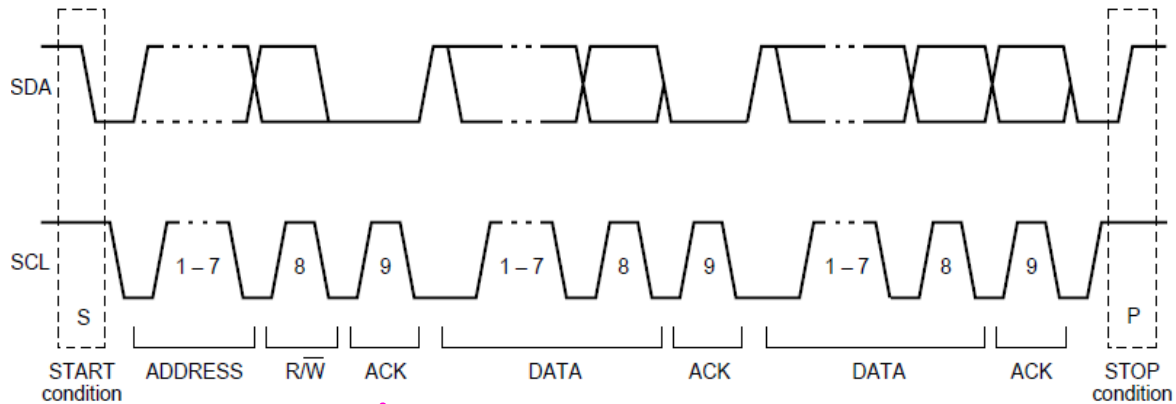 SDA
SCL
1 – 7 8 9 1 – 7 8 9 1 – 7 8 9
S P
START condition ADDRESS R/W̅ ACK DATA ACK DATA ACK STOP condition